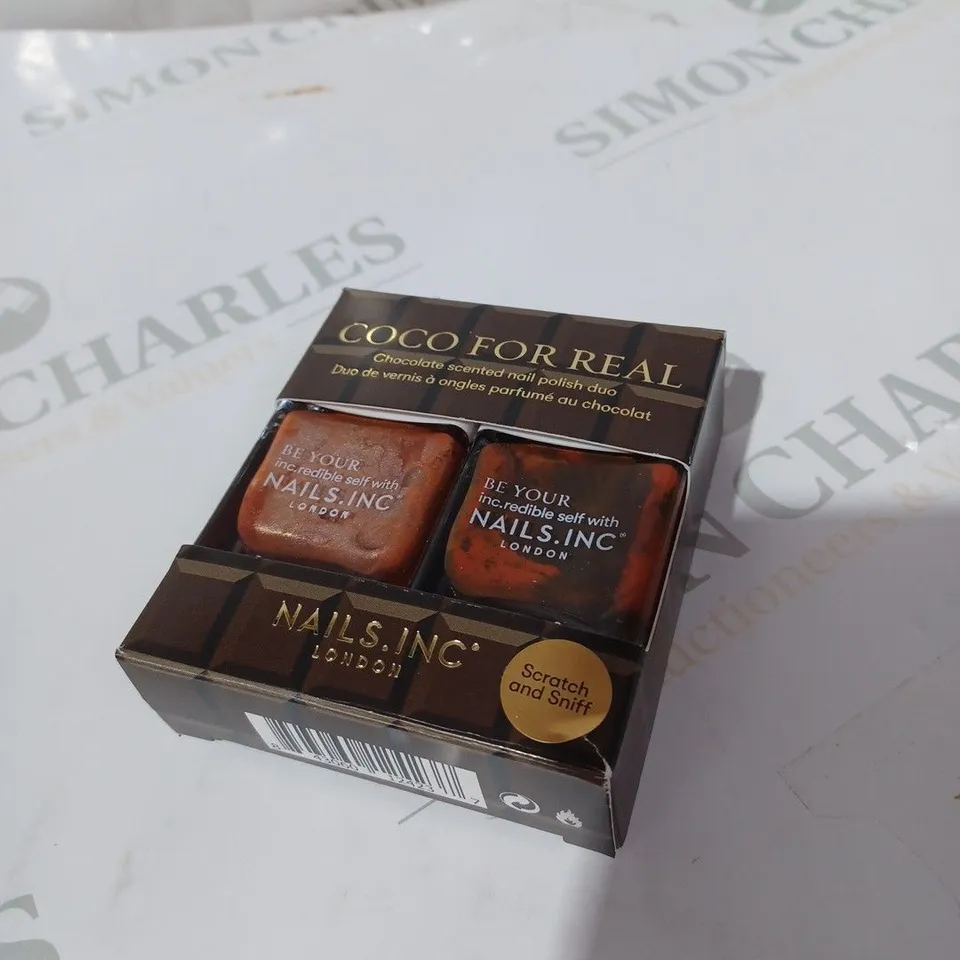 SIMON CHARLES
SIMON CHARLES
COCO FOR REAL
Chocolate scented nail polish duo
Duo de vernis à ongles parfumé au chocolat
BE YOUR
inc.redible self with
NAILS.INC
LONDON
BE YOUR
inc.redible self with
NAILS.INC
LONDON
NAILS.INC
LONDON
Scratch
and Sniff